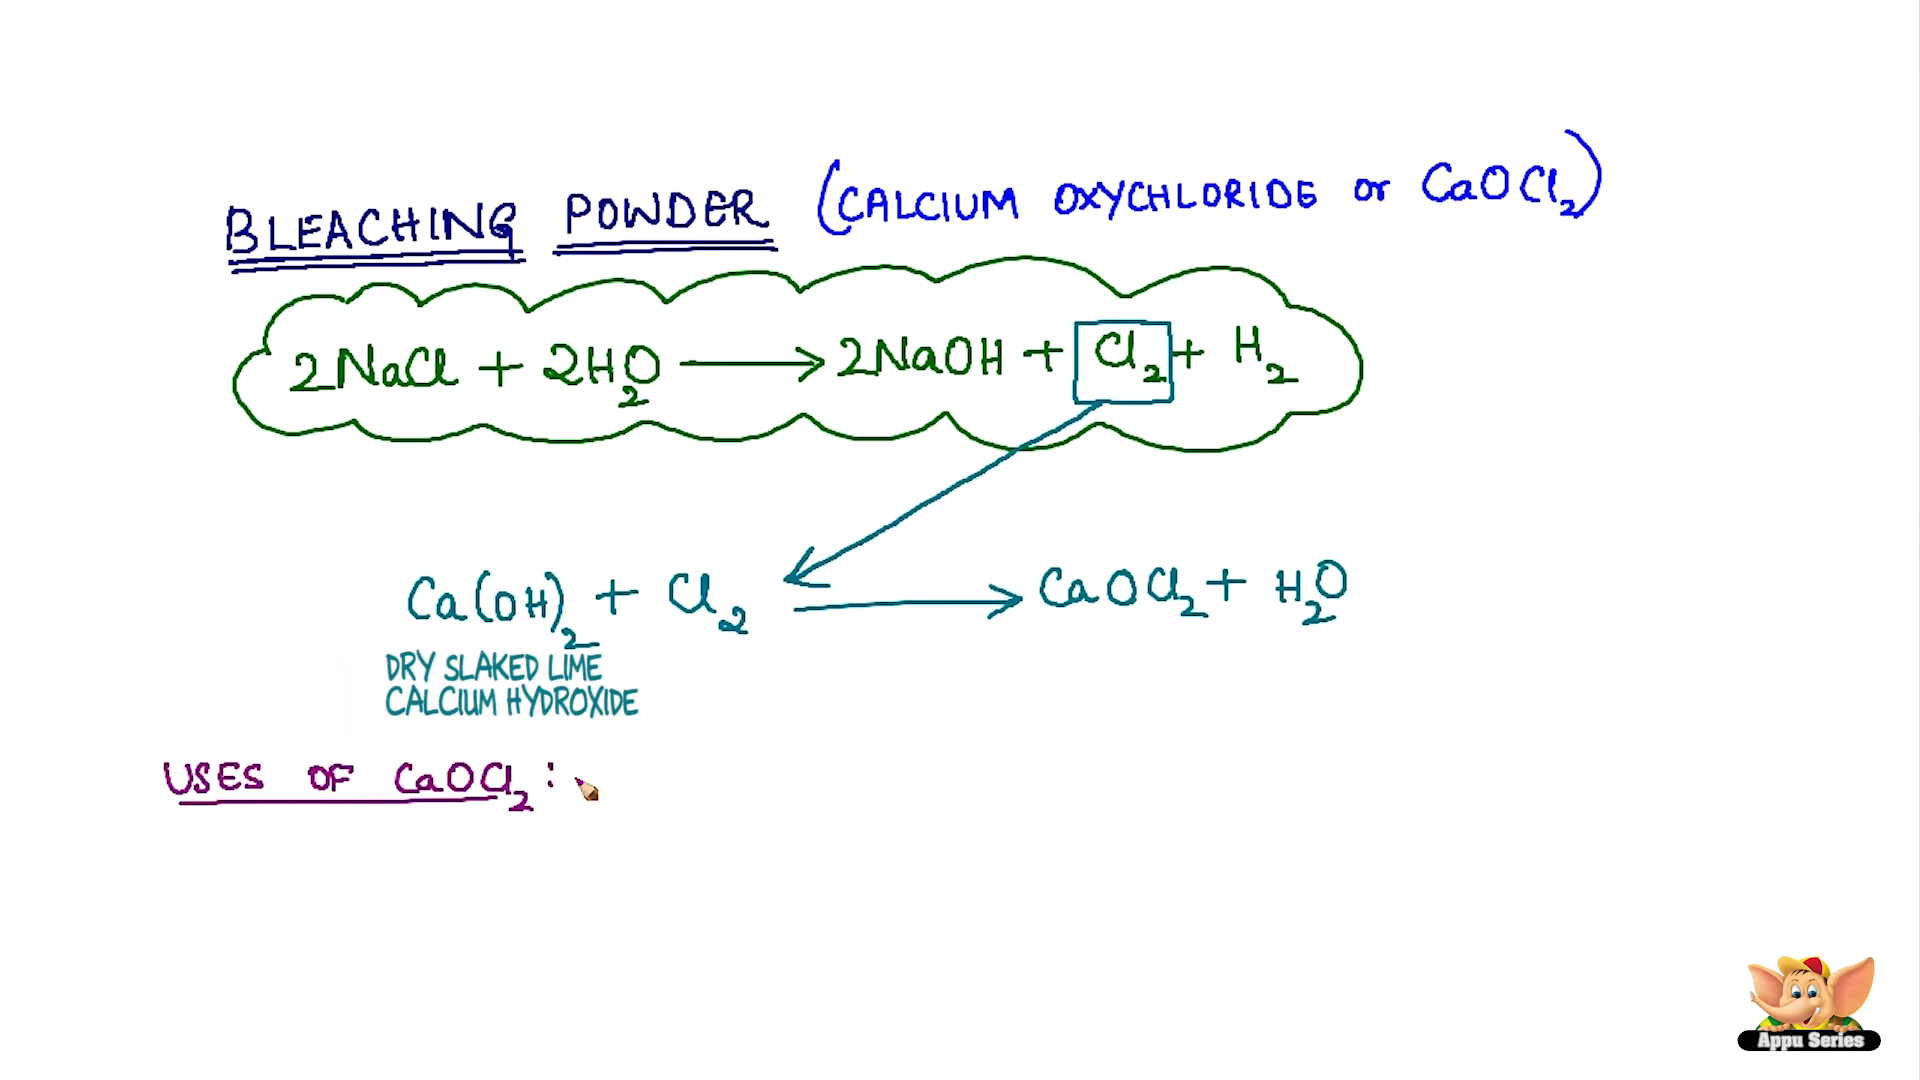 BLEACHING POWDER (CALCIUM OXYCHLORIDE or CaOCl₂)
2NaCl + 2H₂O → 2NaOH + Cl₂ + H₂
Ca(OH)₂ + Cl₂ → CaOCl₂ + H₂O
DRY SLAKED LIME
CALCIUM HYDROXIDE
USES OF CaOCl₂ :
Appu Series